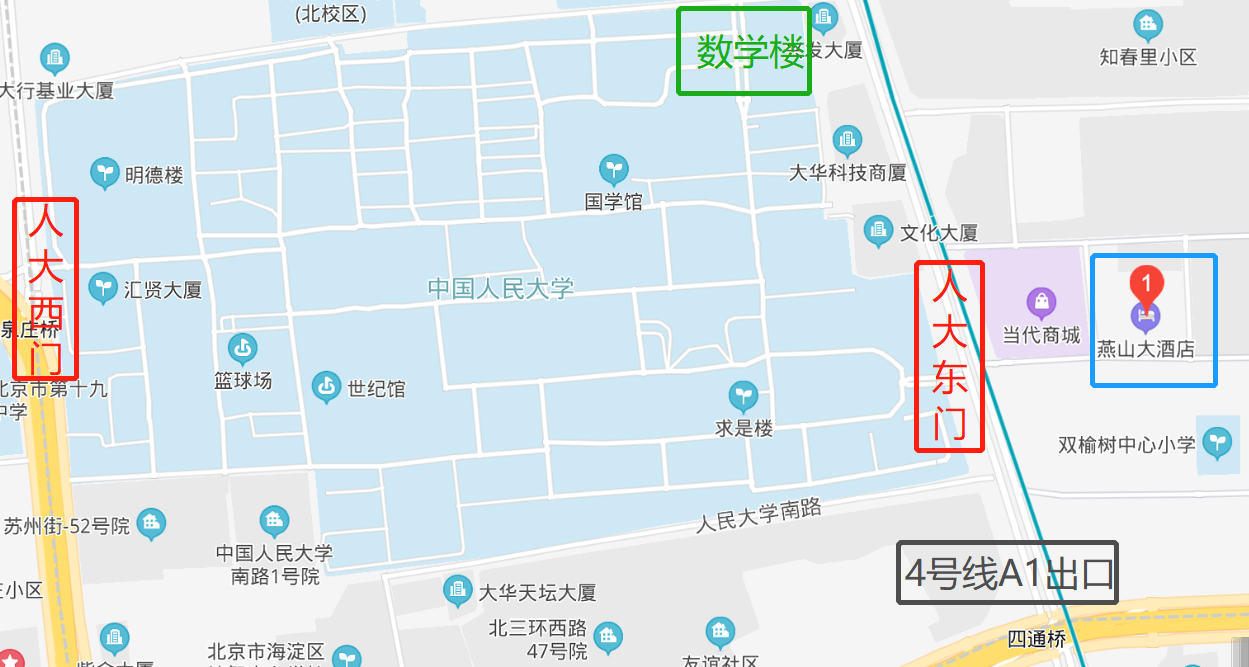 (北校区)
数学楼
发大厦
知春里小区
大行基业大厦
明德楼
大华科技商厦
国学馆
人大西门
文化大厦
汇贤大厦
中国人民大学
人大东门
泉庄桥
当代商城
1
燕山大酒店
篮球场
世纪馆
北京市第十九
中学
求是楼
双榆树中心小学
人民大学南路
苏州街-52号院
中国人民大学
南路1号院
4号线A1出口
小区
大华天坛大厦
北三环西路
47号院
四通桥
北京市海淀区
友谊社区